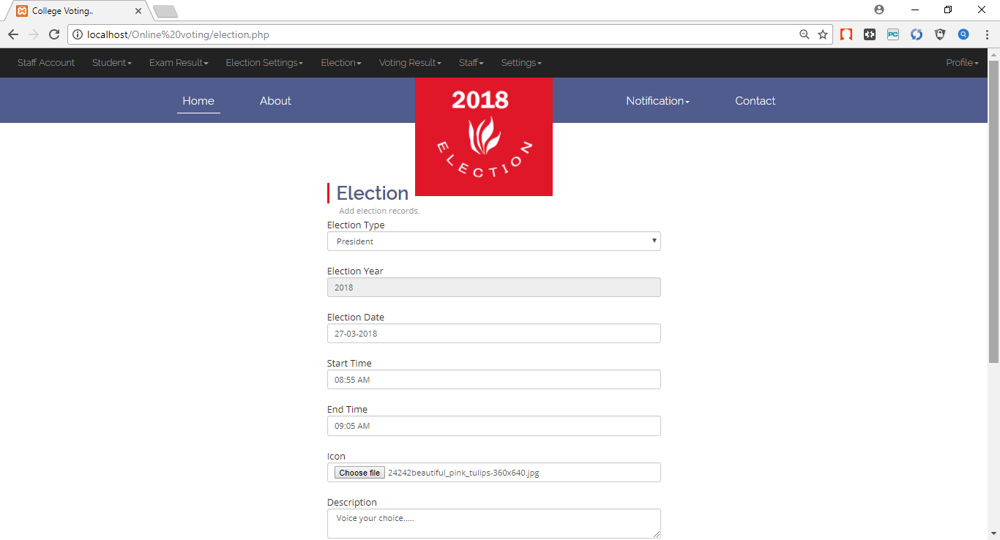 College Voting..
localhost/Online%20voting/election.php
PC
Staff Account Student Exam Result Election Settings Election Voting Result Staff Settings Profile
Home About Notification Contact
2018
ELECTION
Election
Add election records.
Election Type
President
Election Year
2018
Election Date
27-03-2018
Start Time
08:55 AM
End Time
09:05 AM
Icon
Choose file 24242beautiful_pink_tulips-360x640.jpg
Description
Voice your choice.....